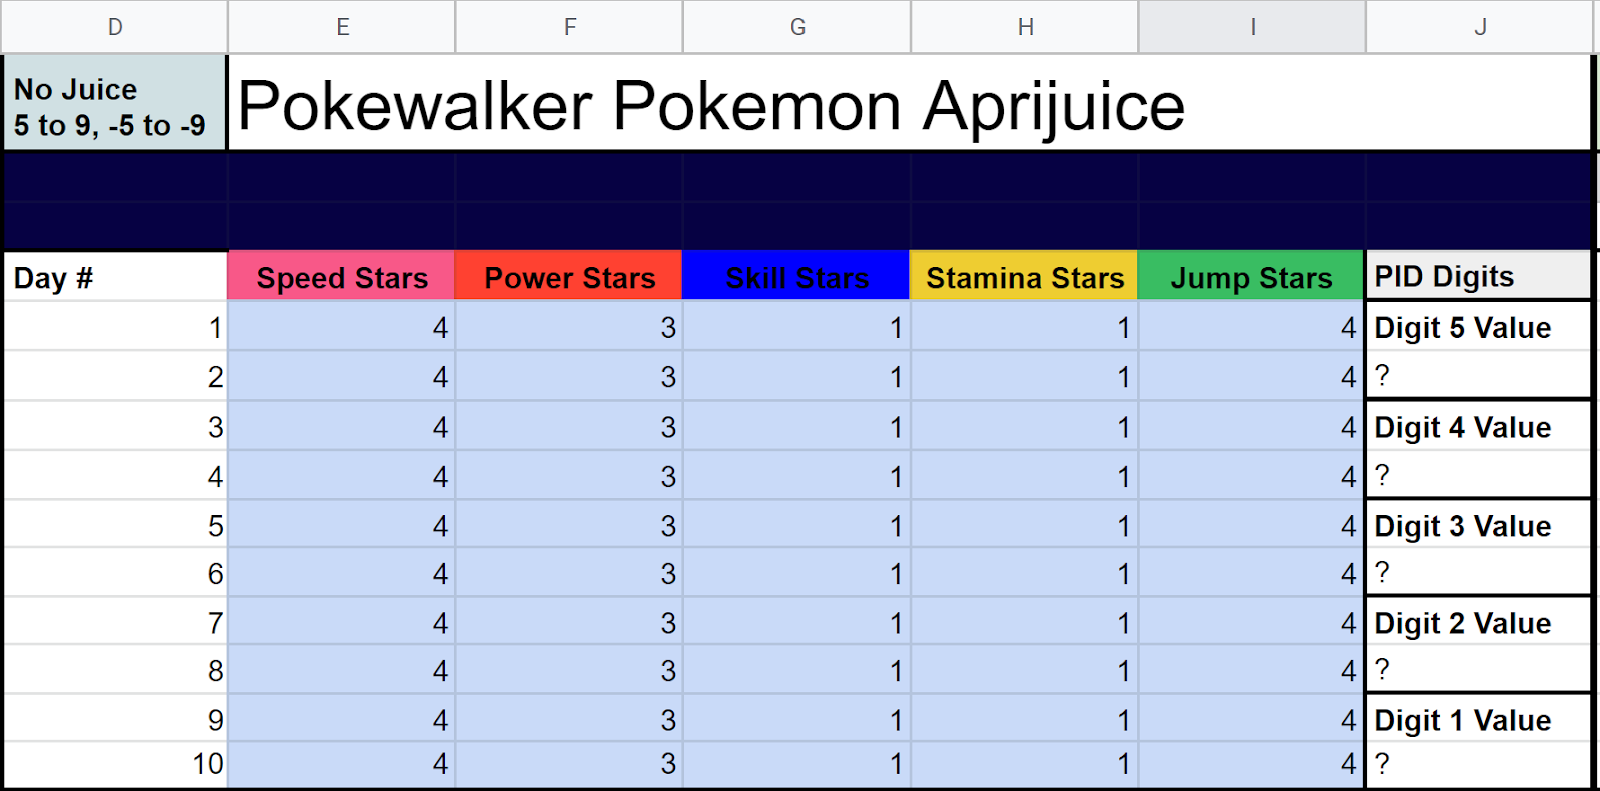 D E F G H I J
No Juice
5 to 9, -5 to -9
Pokewalker Pokemon Aprijuice
Day # Speed Stars Power Stars Skill Stars Stamina Stars Jump Stars PID Digits
1 4 3 1 1 4 Digit 5 Value
2 4 3 1 1 4 ?
3 4 3 1 1 4 Digit 4 Value
4 4 3 1 1 4 ?
5 4 3 1 1 4 Digit 3 Value
6 4 3 1 1 4 ?
7 4 3 1 1 4 Digit 2 Value
8 4 3 1 1 4 ?
9 4 3 1 1 4 Digit 1 Value
10 4 3 1 1 4 ?